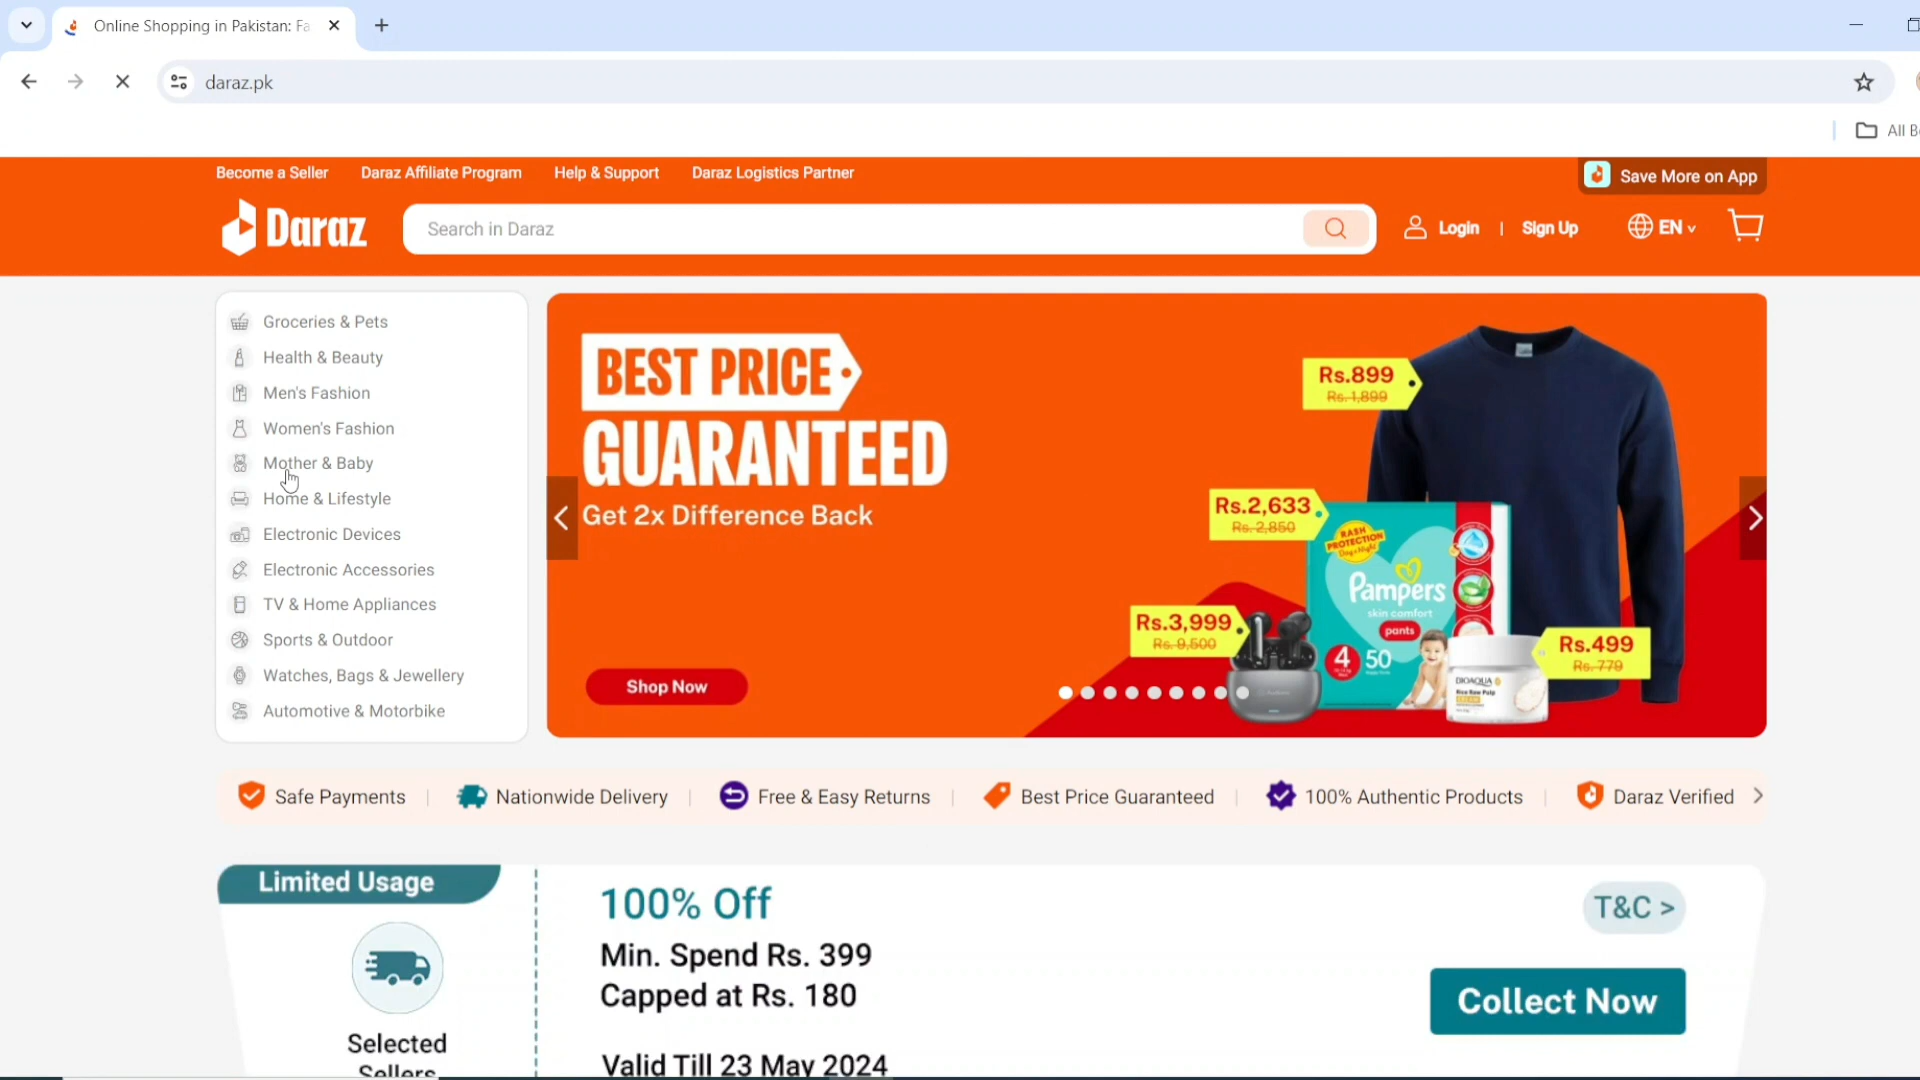 Online Shopping in Pakistan: Fa
daraz.pk
All B
Become a Seller
Daraz Affiliate Program
Help & Support
Daraz Logistics Partner
Save More on App
Daraz
Search in Daraz
Login | Sign Up
EN
Groceries & Pets
Health & Beauty
Men's Fashion
Women's Fashion
Mother & Baby
Home & Lifestyle
Electronic Devices
Electronic Accessories
TV & Home Appliances
Sports & Outdoor
Watches, Bags & Jewellery
Automotive & Motorbike
BEST PRICE
GUARANTEED
Get 2x Difference Back
Shop Now
Rs.899
Rs. 1,899
Rs.2,633
Rs. 2,850
RASH
PROTECTION
Day & Night
Pampers
skin comfort
pants
4 50
Rs.3,999
Rs. 9,500
Rs.499
Rs. 779
BIOAQUA
Rice Raw Pulp
Safe Payments
Nationwide Delivery
Free & Easy Returns
Best Price Guaranteed
100% Authentic Products
Daraz Verified
Limited Usage
Selected
Sellers
100% Off
Min. Spend Rs. 399
Capped at Rs. 180
Valid Till 23 May 2024
T&C >
Collect Now